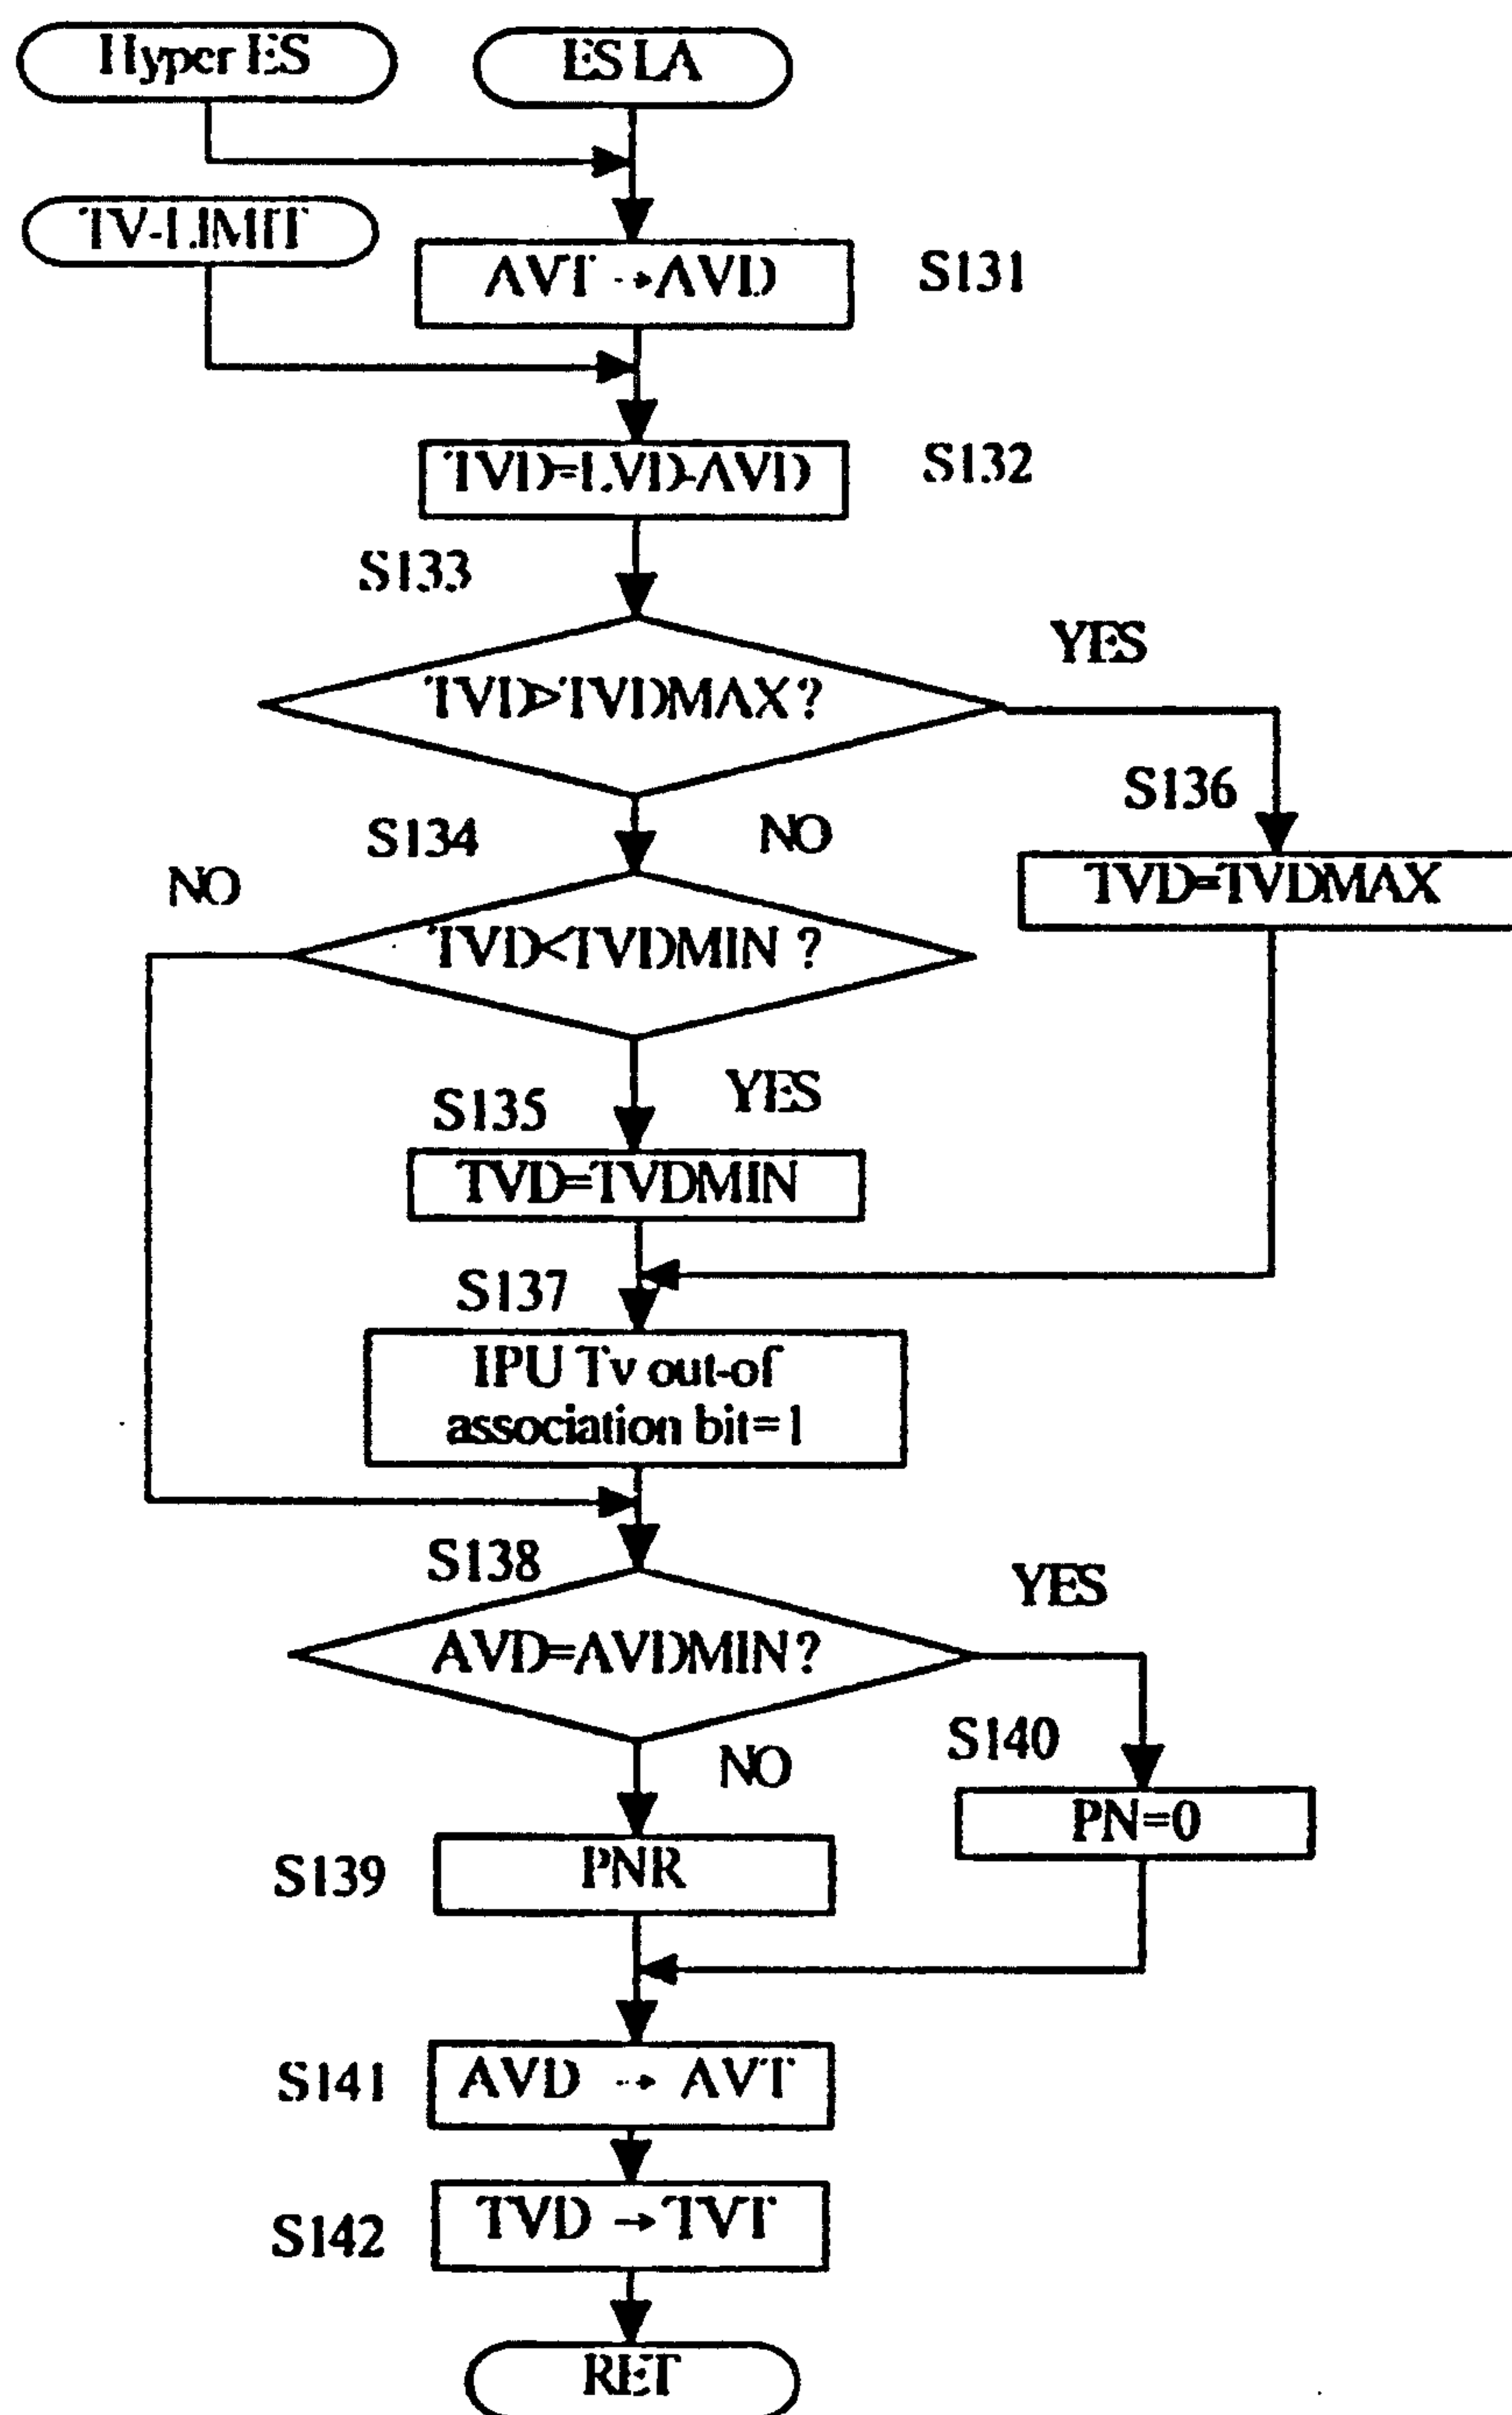 Hyper ES
ES LA
TV-LIMIT
AVT → AVD
S131
TVD=LVD-AVD
S132
S133
TVD>TVDMAX?
YES
S136
TVD=TVDMAX
S134
NO
NO
TVD<TVDMIN ?
S135
YES
TVD=TVDMIN
S137
IPU Tv out-of
association bit=1
S138
AVD=AVDMIN?
YES
S140
PN=0
NO
S139
PNR
S141
AVD → AVT
S142
TVD → TVT
RET